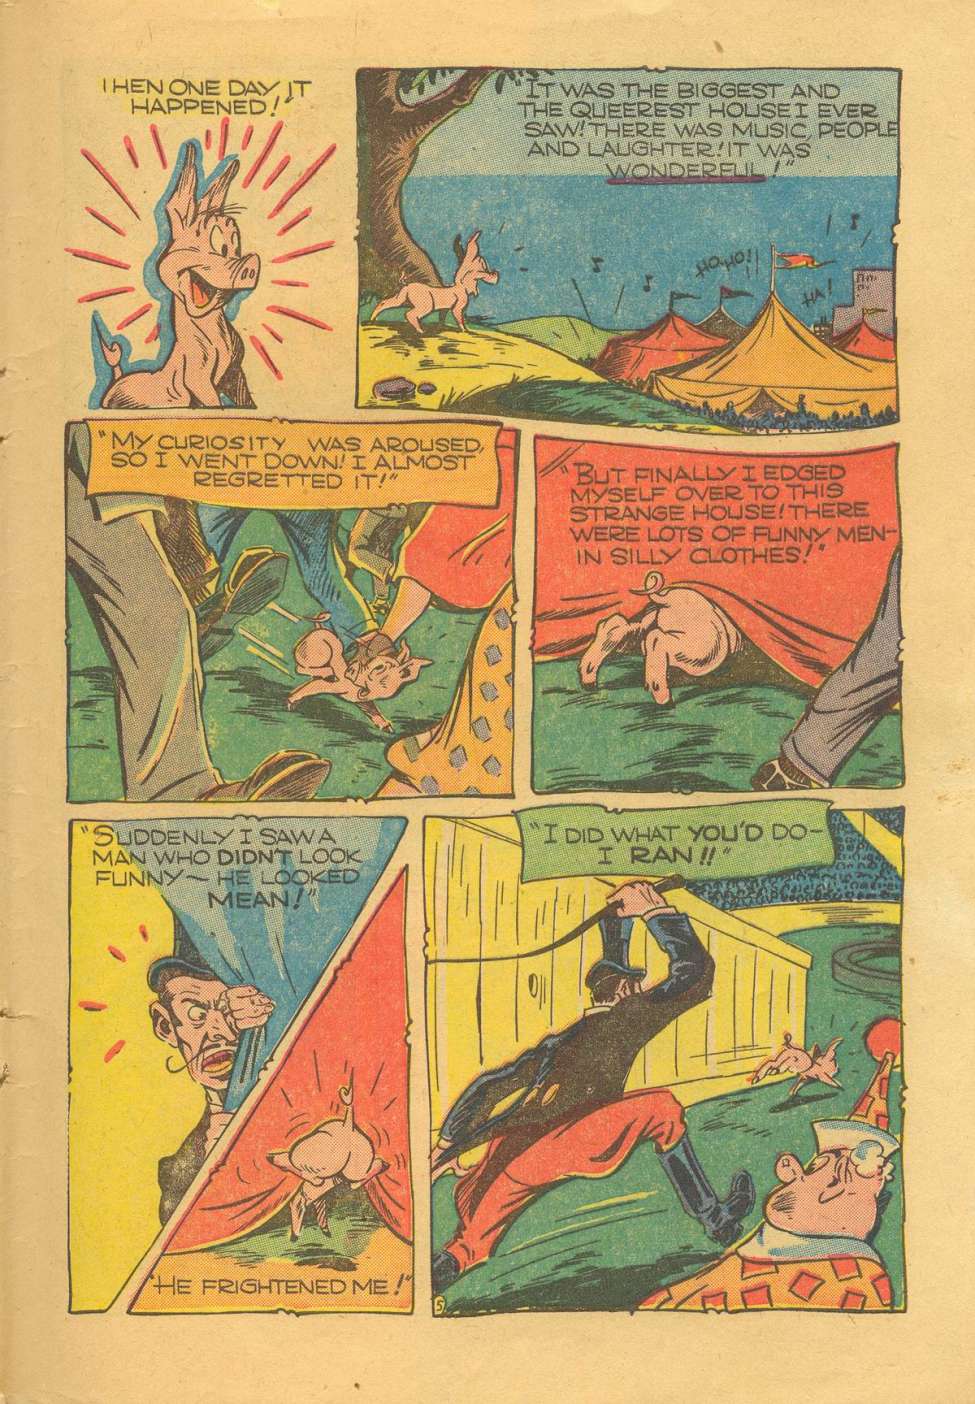 THEN ONE DAY IT
HAPPENED!"
"IT WAS THE BIGGEST AND
THE QUEEREST HOUSE I EVER
SAW! THERE WAS MUSIC, PEOPLE
AND LAUGHTER! IT WAS
WONDERFUL!"
HO-HO!!
HA!
"MY CURIOSITY WAS AROUSED,
SO I WENT DOWN! I ALMOST
REGRETTED IT!"
"BUT FINALLY I EDGED
MYSELF OVER TO THIS
STRANGE HOUSE! THERE
WERE LOTS OF FUNNY MEN-
IN SILLY CLOTHES!"
"SUDDENLY I SAW A
MAN WHO DIDN'T LOOK
FUNNY~ HE LOOKED
MEAN!"
"HE FRIGHTENED ME!"
"I DID WHAT YOU'D DO-
I RAN!!"
5